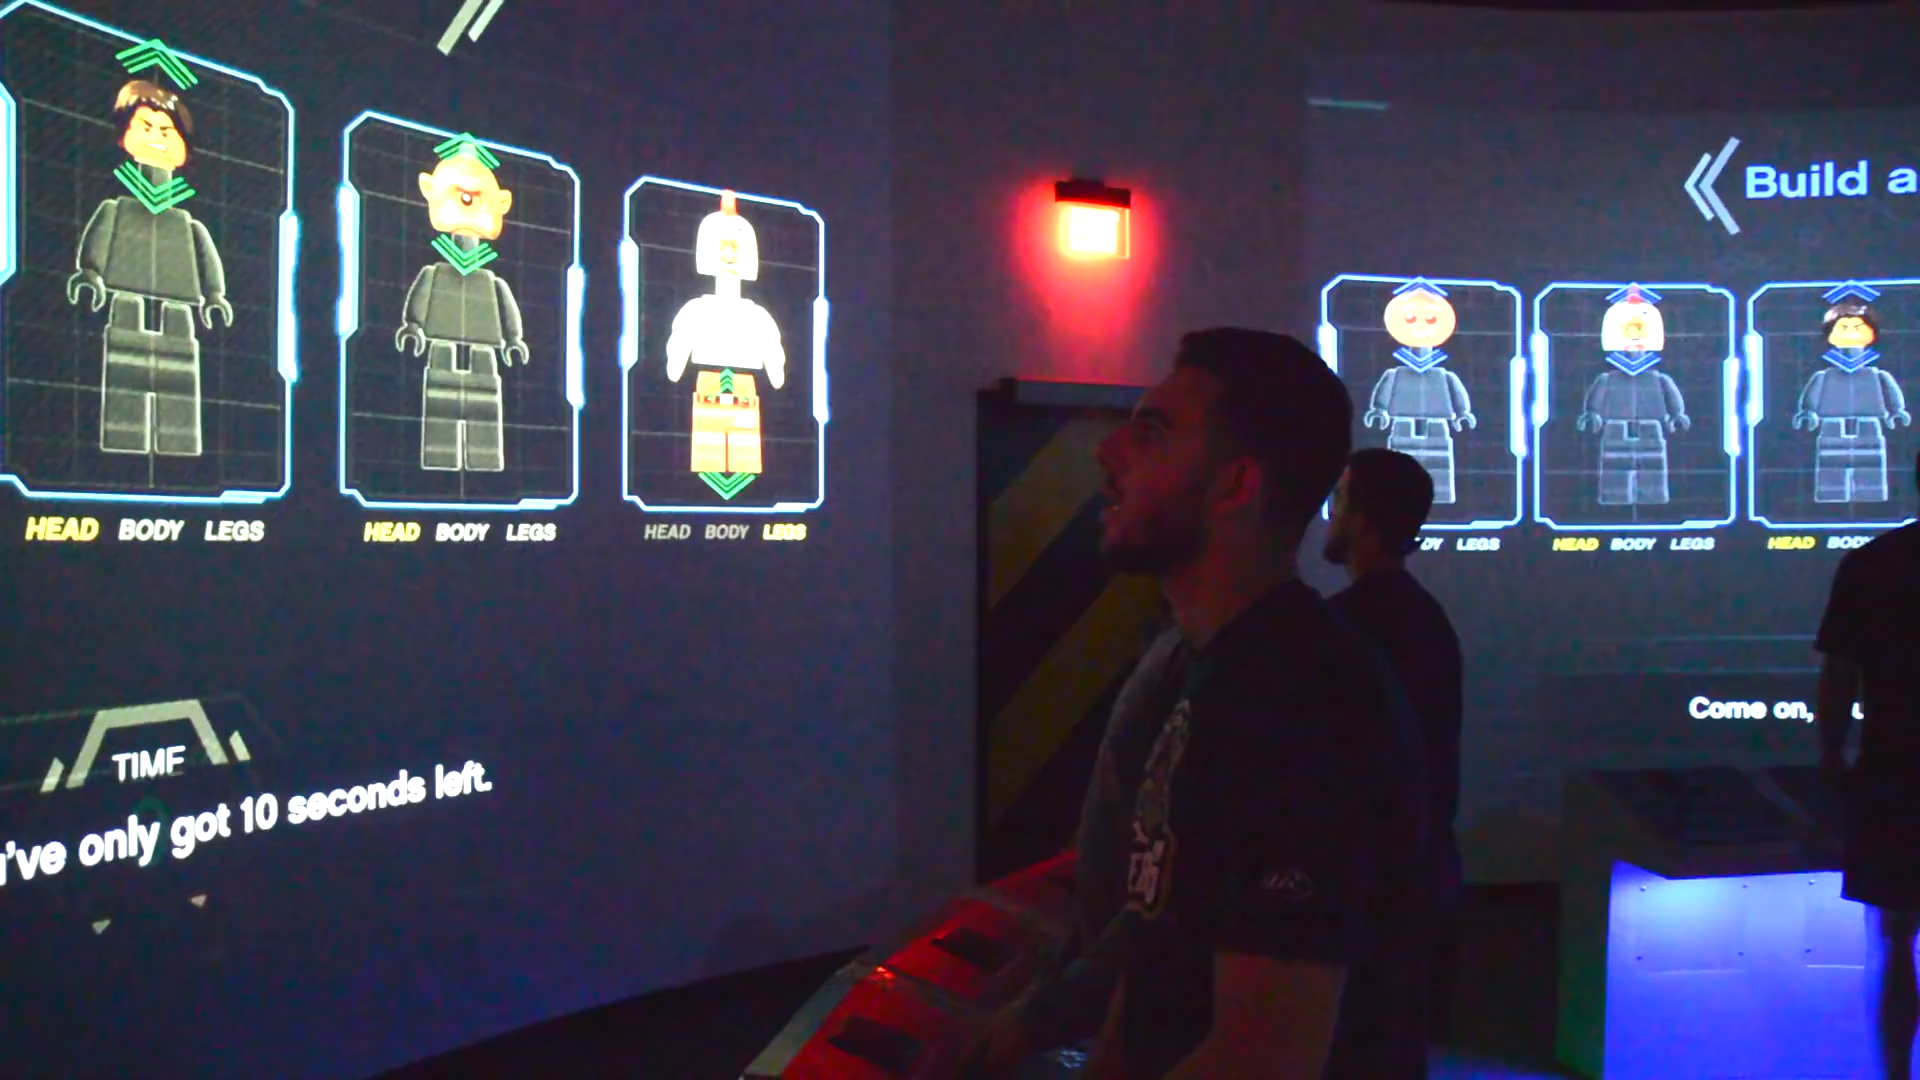 HEAD BODY LEGS
HEAD BODY LEGS
HEAD BODY LEGS
TIME
've only got 10 seconds left.
Build a
LEGS
HEAD BODY LEGS
HEAD BODY
Come on,